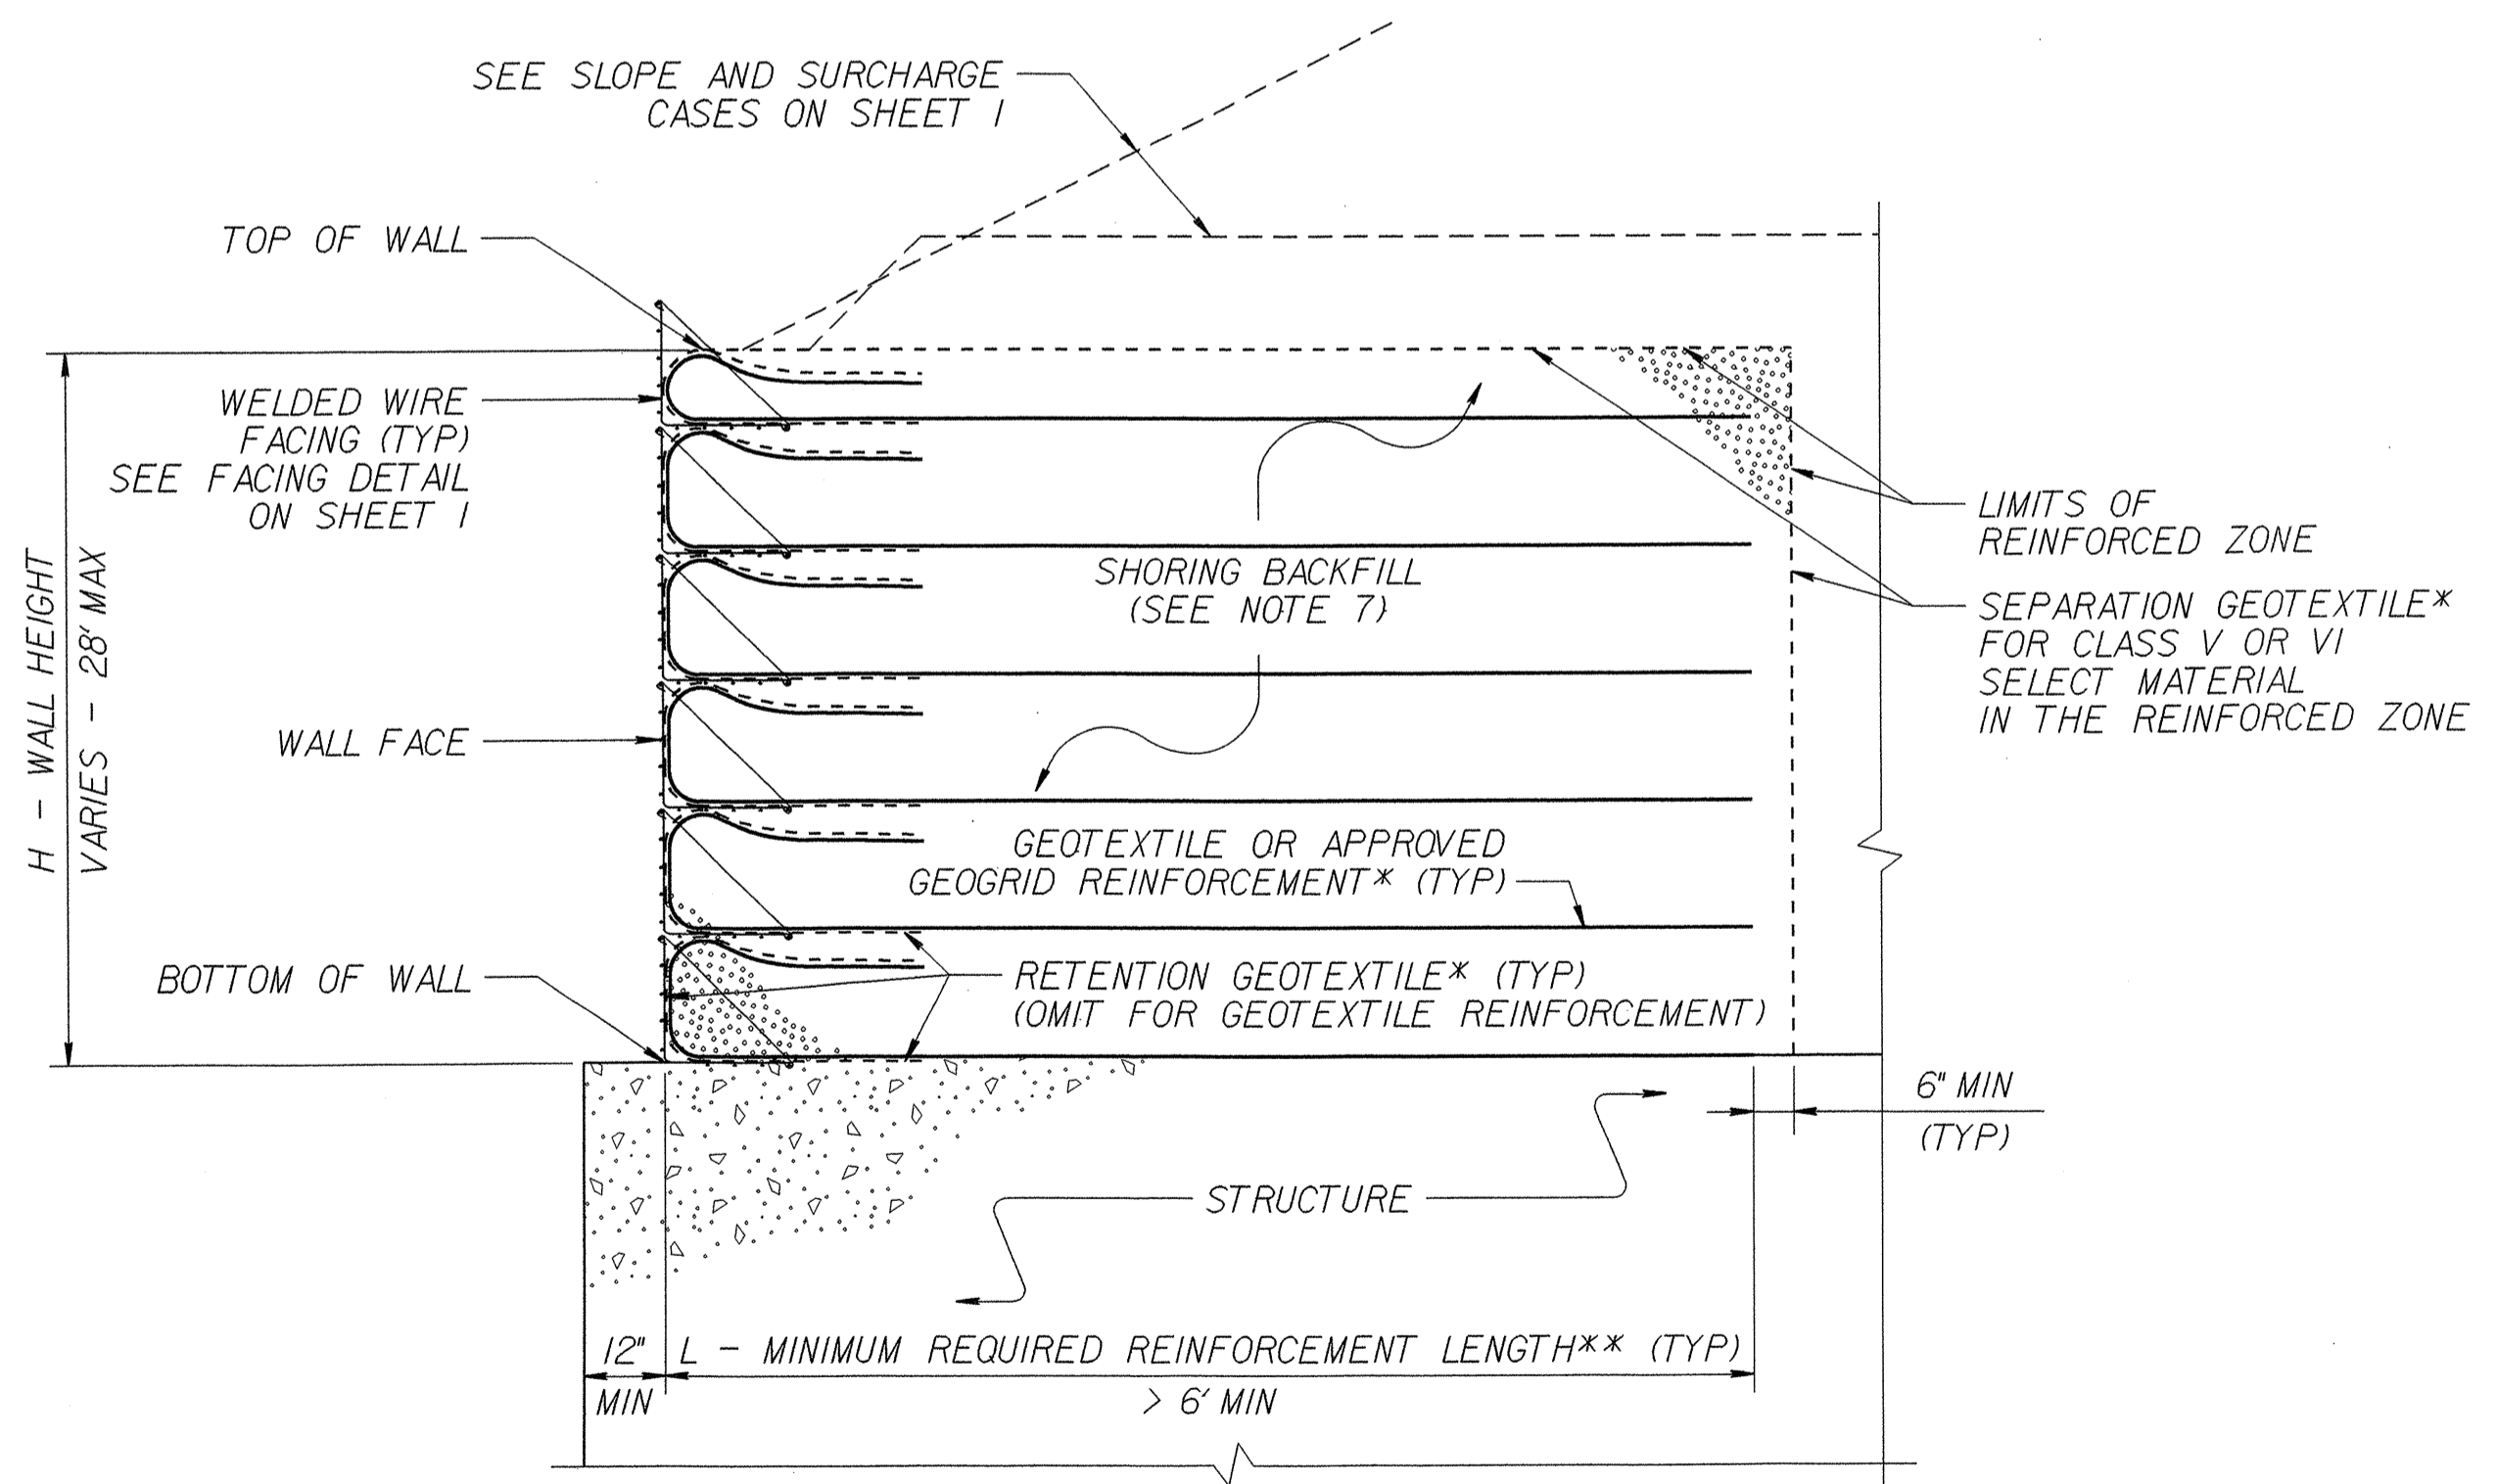 SEE SLOPE AND SURCHARGE
CASES ON SHEET 1
TOP OF WALL
WELDED WIRE
FACING (TYP)
SEE FACING DETAIL
ON SHEET 1
H - WALL HEIGHT
VARIES - 28' MAX
SHORING BACKFILL
(SEE NOTE 7)
LIMITS OF
REINFORCED ZONE
SEPARATION GEOTEXTILE*
FOR CLASS V OR VI
SELECT MATERIAL
IN THE REINFORCED ZONE
WALL FACE
GEOTEXTILE OR APPROVED
GEOGRID REINFORCEMENT* (TYP)
BOTTOM OF WALL
RETENTION GEOTEXTILE* (TYP)
(OMIT FOR GEOTEXTILE REINFORCEMENT)
6" MIN
(TYP)
STRUCTURE
12"
MIN
L - MINIMUM REQUIRED REINFORCEMENT LENGTH** (TYP)
> 6' MIN